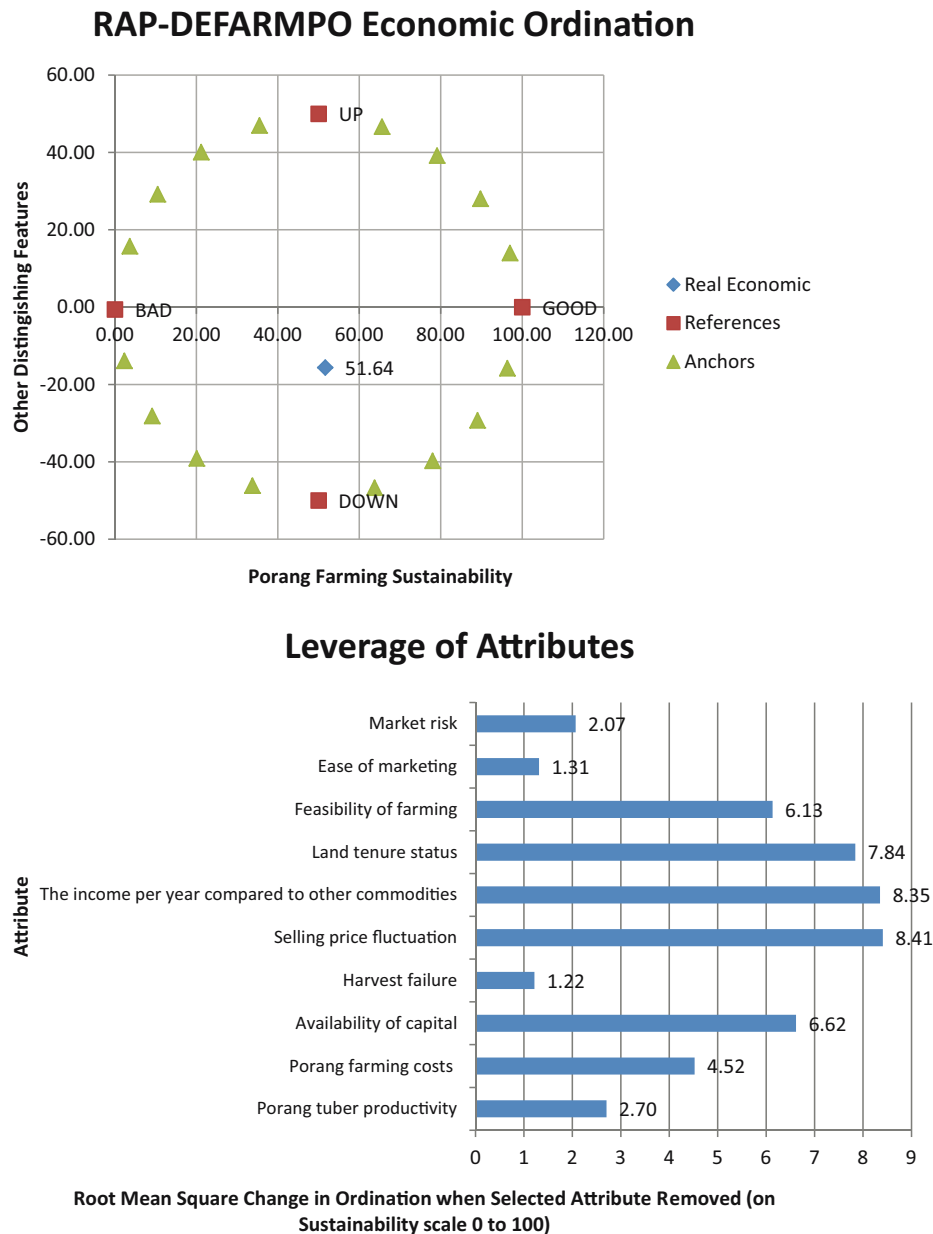 RAP-DEFARMPO Economic Ordination
60.00
UP
40.00
20.00
0.00
BAD
GOOD
0.00 20.00 40.00 60.00 80.00 100.00 120.00
51.64
-20.00
-40.00
DOWN
-60.00
Other Distingishing Features
Porang Farming Sustainability
Real Economic
References
Anchors
Leverage of Attributes
Market risk 2.07
Ease of marketing 1.31
Feasibility of farming 6.13
Land tenure status 7.84
The income per year compared to other commodities 8.35
Selling price fluctuation 8.41
Harvest failure 1.22
Availability of capital 6.62
Porang farming costs 4.52
Porang tuber productivity 2.70
Attribute
0 1 2 3 4 5 6 7 8 9
Root Mean Square Change in Ordination when Selected Attribute Removed (on
Sustainability scale 0 to 100)